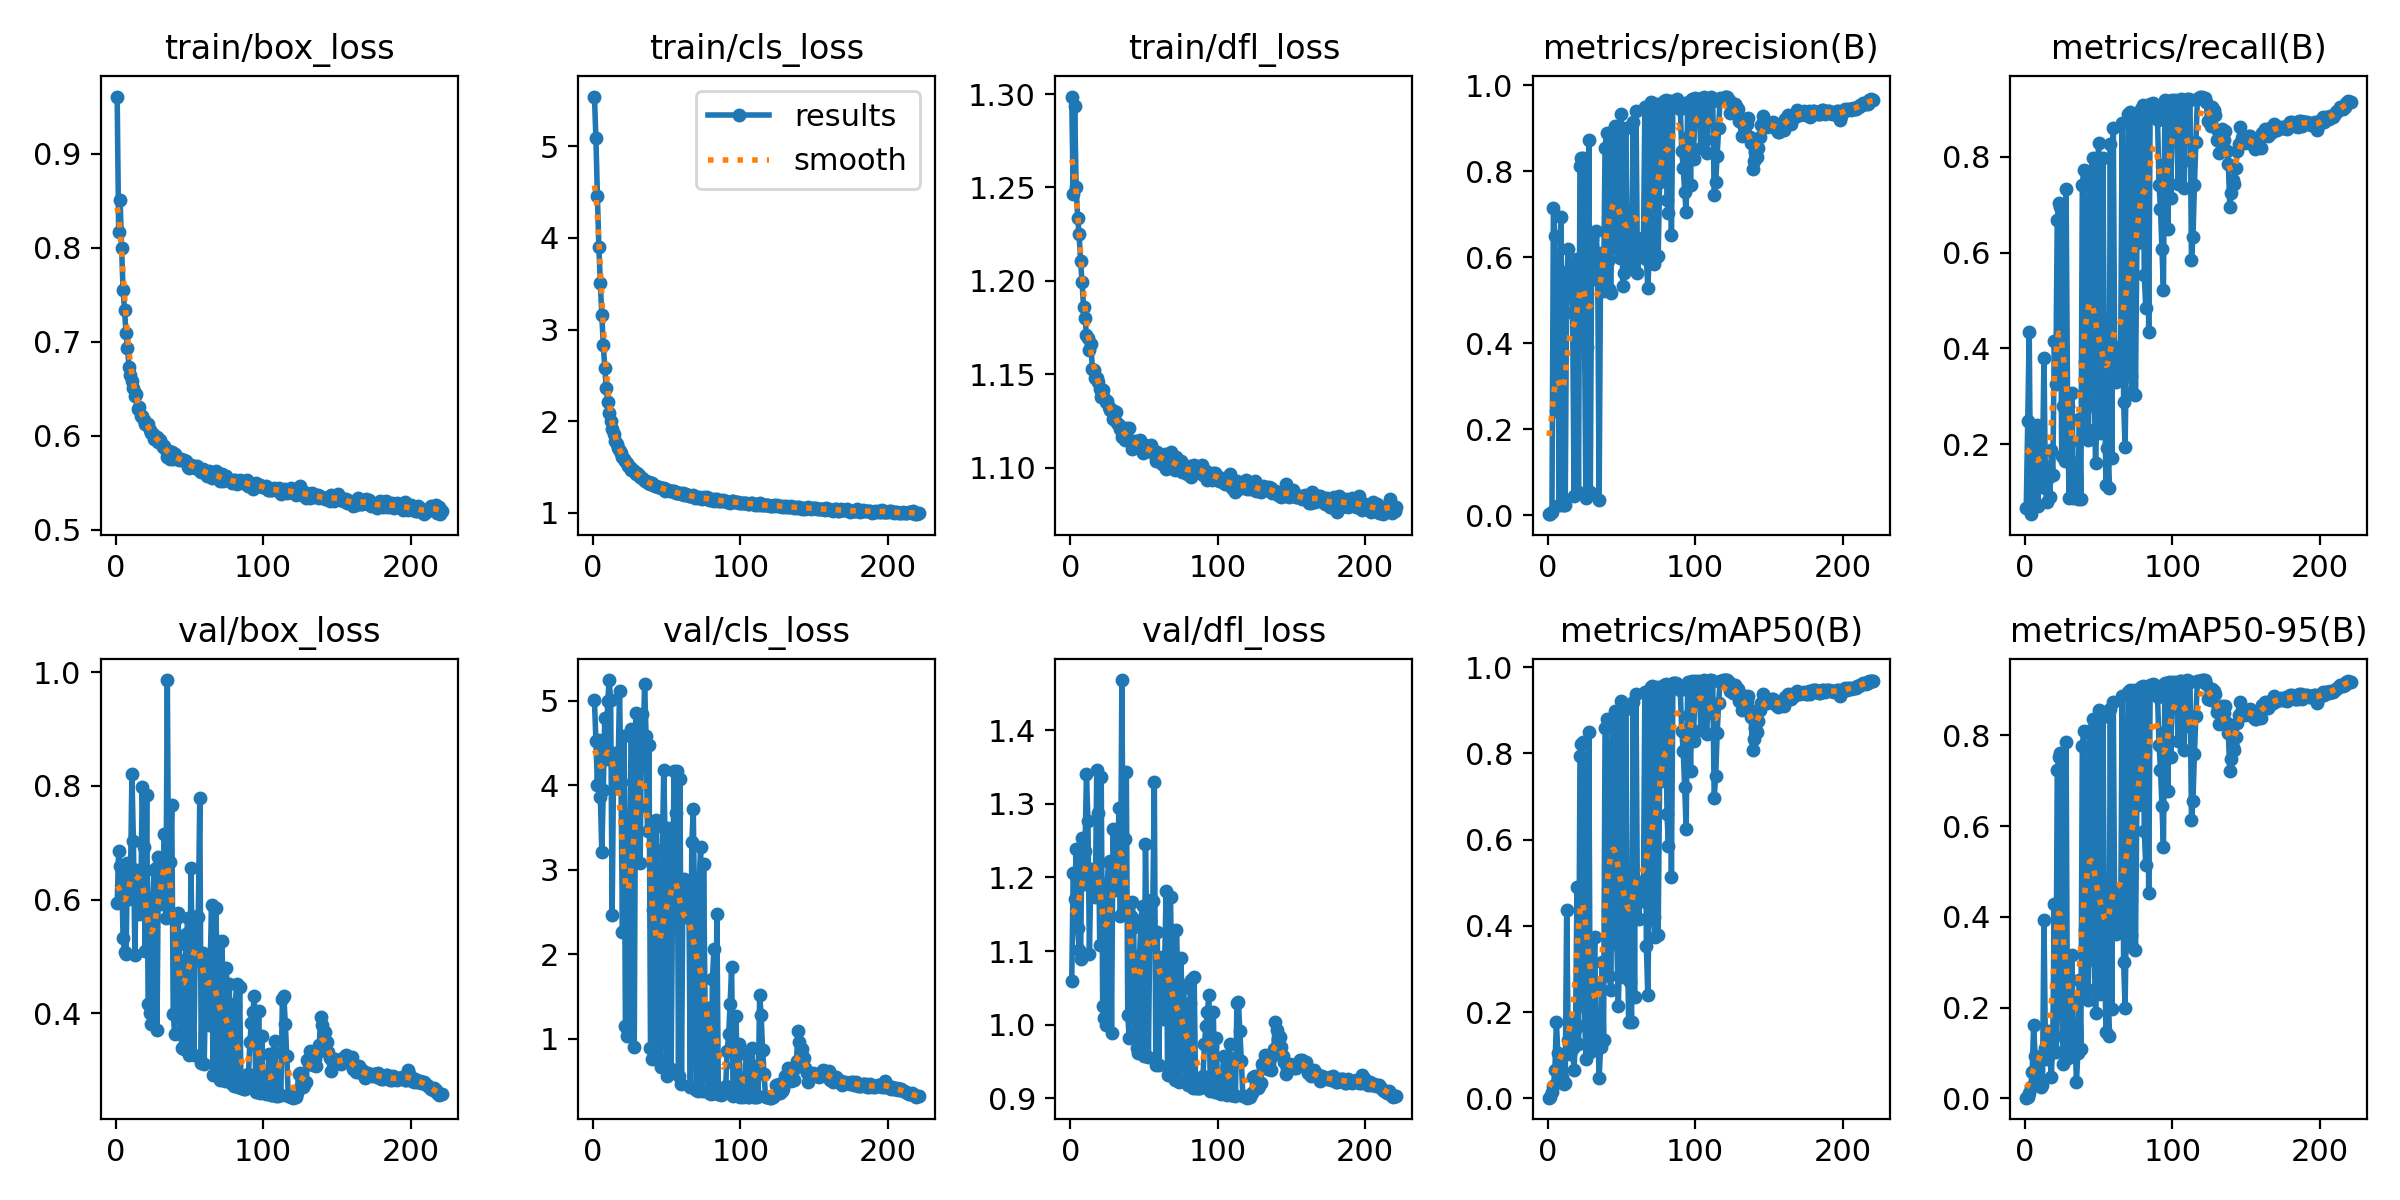 train/box_loss
0.9
0.8
0.7
0.6
0.5
0 100 200
train/cls_loss
results
smooth
5
4
3
2
1
0 100 200
train/dfl_loss
1.30
1.25
1.20
1.15
1.10
0 100 200
metrics/precision(B)
1.0
0.8
0.6
0.4
0.2
0.0
0 100 200
metrics/recall(B)
0.8
0.6
0.4
0.2
0 100 200
val/box_loss
1.0
0.8
0.6
0.4
0 100 200
val/cls_loss
5
4
3
2
1
0 100 200
val/dfl_loss
1.4
1.3
1.2
1.1
1.0
0.9
0 100 200
metrics/mAP50(B)
1.0
0.8
0.6
0.4
0.2
0.0
0 100 200
metrics/mAP50-95(B)
0.8
0.6
0.4
0.2
0.0
0 100 200